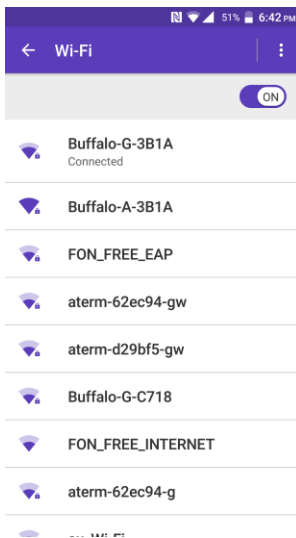 51% 6:42 PM
Wi-Fi
ON
Buffalo-G-3B1A
Connected
Buffalo-A-3B1A
FON_FREE_EAP
aterm-62ec94-gw
aterm-d29bf5-gw
Buffalo-G-C718
FON_FREE_INTERNET
aterm-62ec94-g